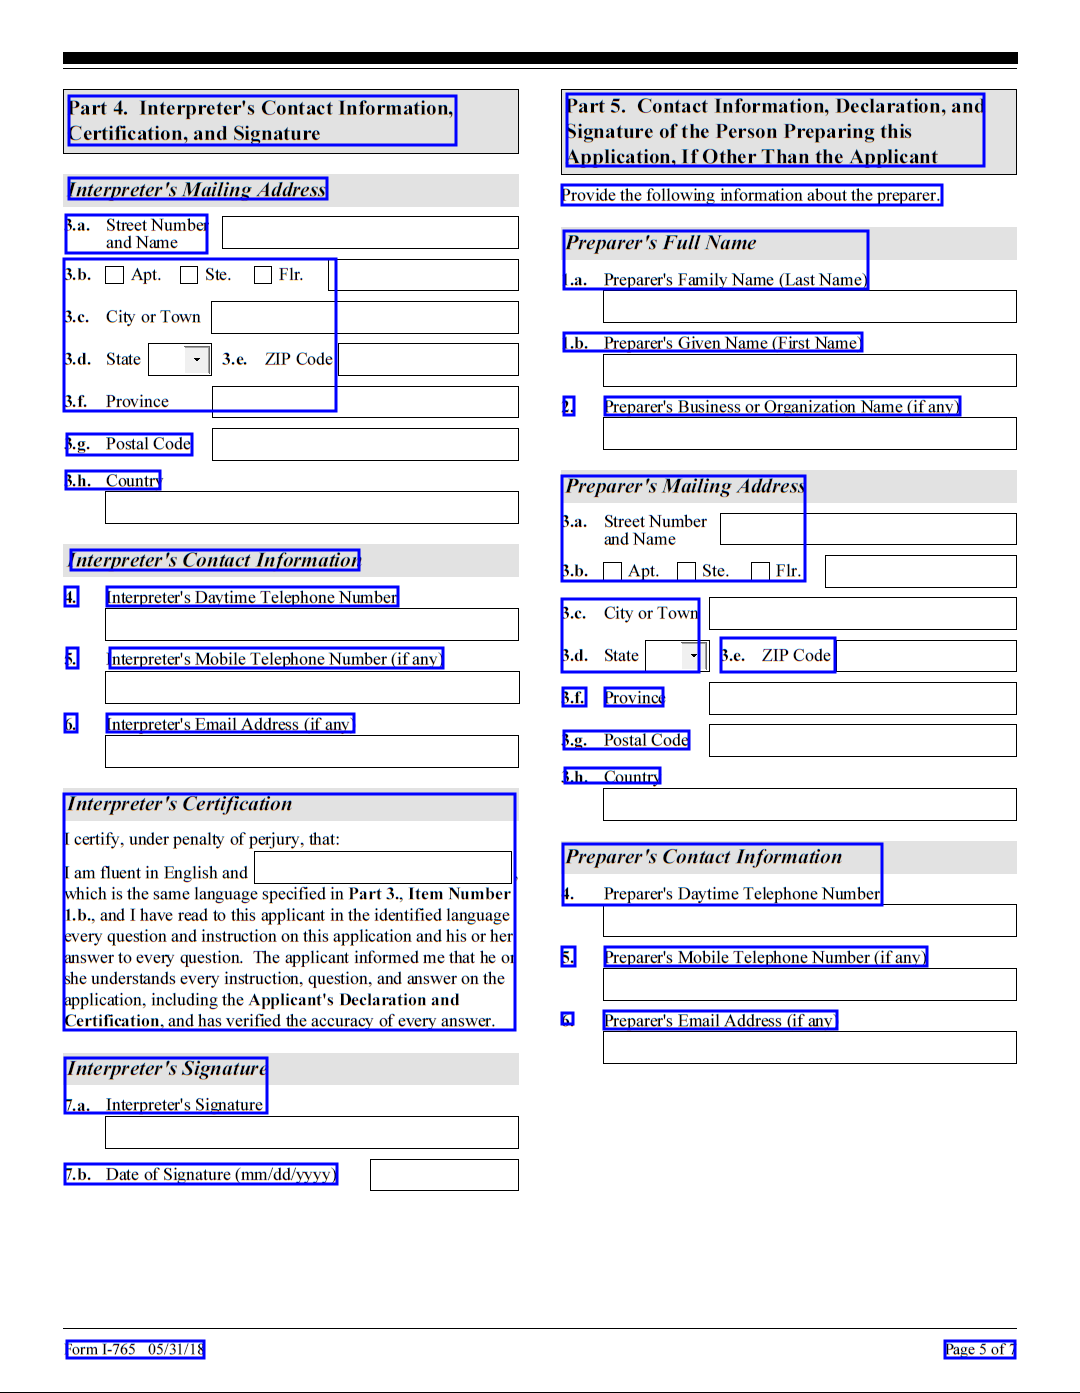 Part 4.  Interpreter's Contact Information,
Certification, and Signature
Interpreter's Mailing Address
3.a. Street Number
and Name
3.b. Apt. Ste. Flr.
3.c. City or Town
3.d. State 3.e. ZIP Code
3.f. Province
3.g. Postal Code
3.h. Country
Interpreter's Contact Information
4. Interpreter's Daytime Telephone Number
5. Interpreter's Mobile Telephone Number (if any)
6. Interpreter's Email Address (if any)
Interpreter's Certification
I certify, under penalty of perjury, that:
I am fluent in English and ,
which is the same language specified in Part 3., Item Number
1.b., and I have read to this applicant in the identified language
every question and instruction on this application and his or her
answer to every question.  The applicant informed me that he or
she understands every instruction, question, and answer on the
application, including the Applicant's Declaration and
Certification, and has verified the accuracy of every answer.
Interpreter's Signature
7.a. Interpreter's Signature
7.b. Date of Signature (mm/dd/yyyy)
Part 5.  Contact Information, Declaration, and
Signature of the Person Preparing this
Application, If Other Than the Applicant
Provide the following information about the preparer.
Preparer's Full Name
1.a. Preparer's Family Name (Last Name)
1.b. Preparer's Given Name (First Name)
2. Preparer's Business or Organization Name (if any)
Preparer's Mailing Address
3.a. Street Number
and Name
3.b. Apt. Ste. Flr.
3.c. City or Town
3.d. State 3.e. ZIP Code
3.f. Province
3.g. Postal Code
3.h. Country
Preparer's Contact Information
4. Preparer's Daytime Telephone Number
5. Preparer's Mobile Telephone Number (if any)
6. Preparer's Email Address (if any)
Form I-765   05/31/18
Page 5 of 7